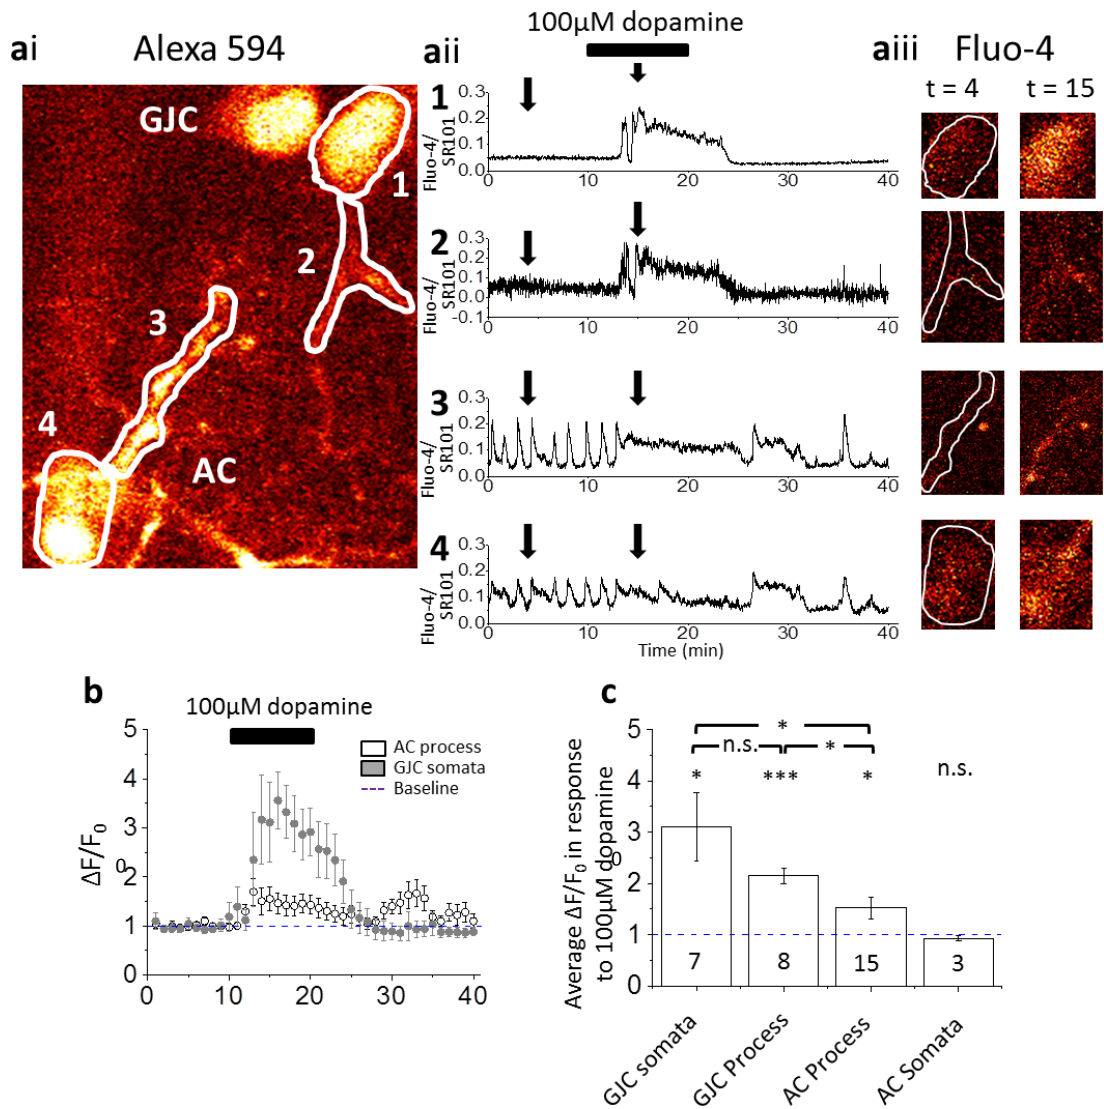 ai Alexa 594
GJC
1
2
3
4
AC
aii 100µM dopamine
1
Fluo-4/
SR101
0.3
0.2
0.1
0.0
0 10 20 30 40
2
Fluo-4/
SR101
0.3
0.2
0.1
0.0
-0.1
0 10 20 30 40
3
Fluo-4/
SR101
0.3
0.2
0.1
0.0
0 10 20 30 40
4
Fluo-4/
SR101
0.3
0.2
0.1
0.0
0 10 20 30 40
Time (min)
aiii Fluo-4
t = 4 t = 15
b
100µM dopamine
AC process
GJC somata
Baseline
ΔF/F0
0
5
4
3
2
1
0
0 10 20 30 40
c
Average ΔF/F0 in response
to 100µM dopamine
0
5
4
3
2
1
0
*
n.s. *
* *** * n.s.
7 8 15 3
GJC somata
GJC Process
AC Process
AC Somata